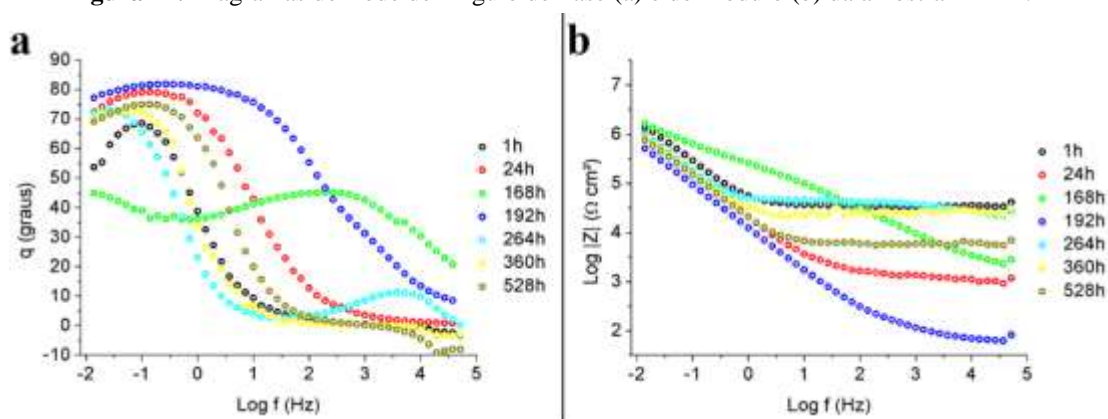 a
b
90
80
70
60
50
40
30
20
10
0
-10
q (graus)
-2
-1
0
1
2
3
4
5
Log f (Hz)
1h
24h
168h
192h
264h
360h
528h
7
6
5
4
3
2
Log |Z| (Ω cm²)
-2
-1
0
1
2
3
4
5
Log f (Hz)
1h
24h
168h
192h
264h
360h
528h